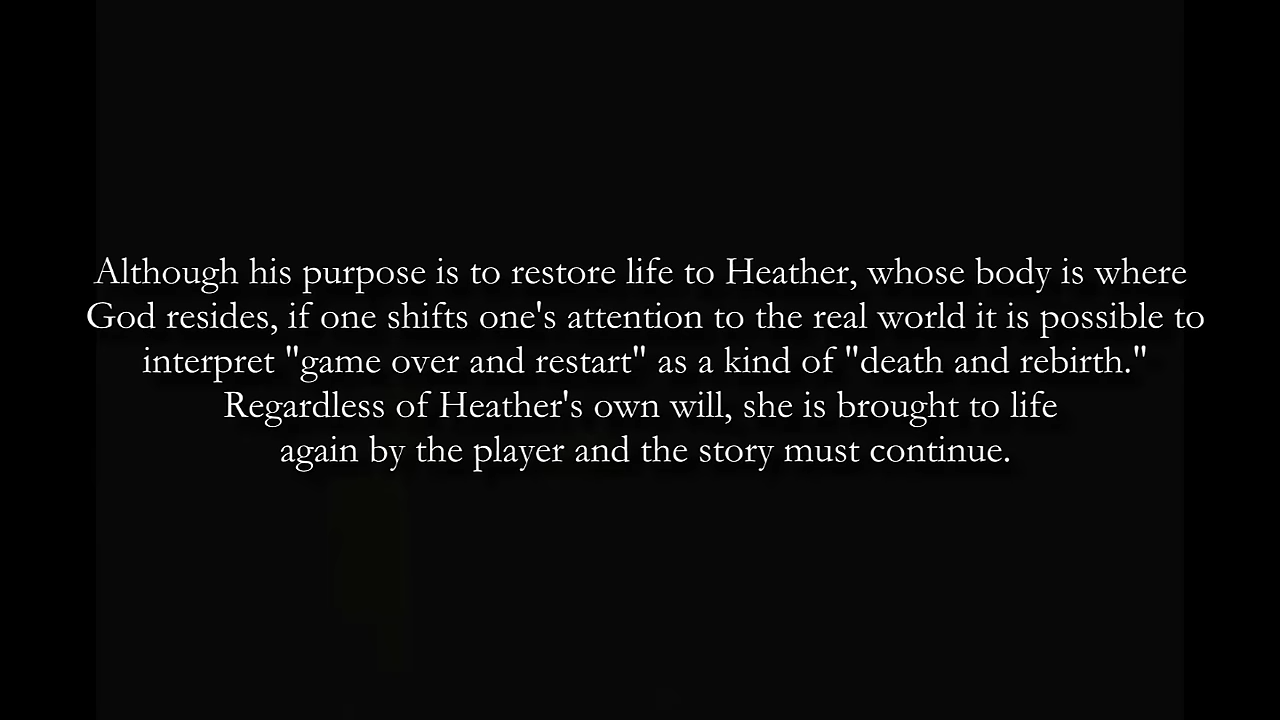 Although his purpose is to restore life to Heather, whose body is where
God resides, if one shifts one's attention to the real world it is possible to
interpret "game over and restart" as a kind of "death and rebirth."
Regardless of Heather's own will, she is brought to life
again by the player and the story must continue.